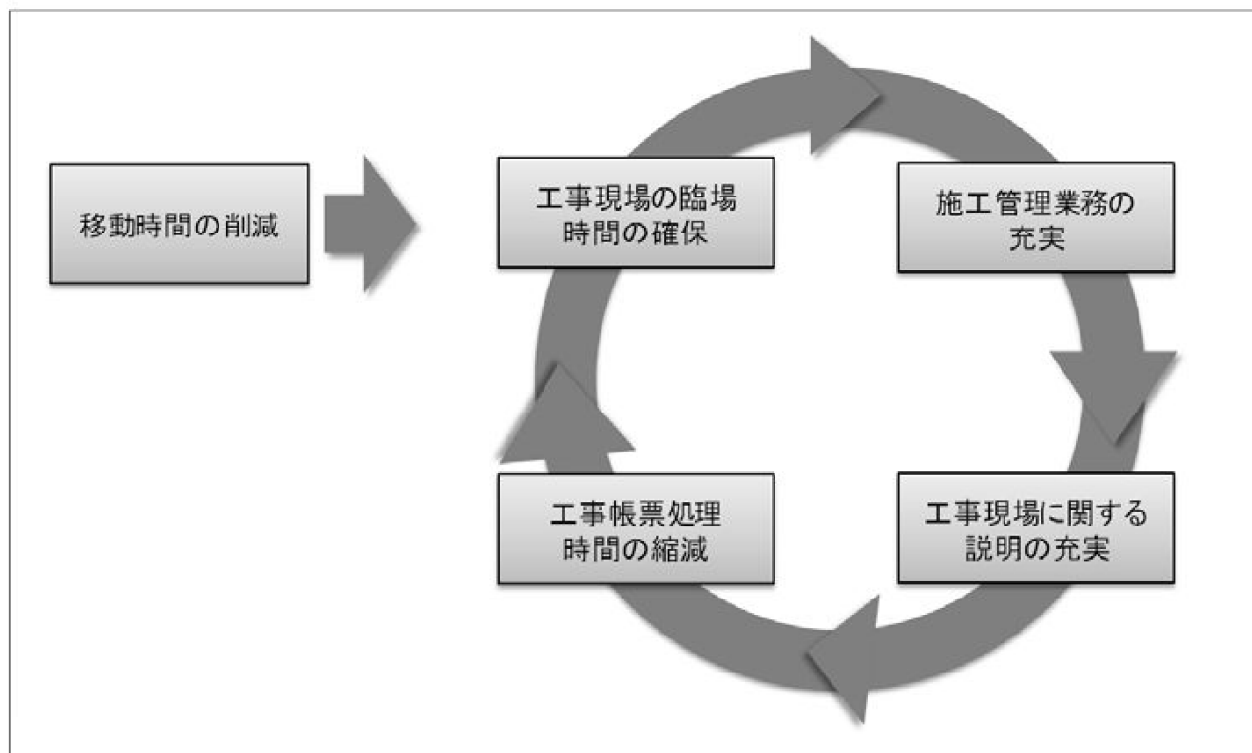 移動時間の削減
工事現場の臨場
時間の確保
施工管理業務の
充実
工事帳票処理
時間の縮減
工事現場に関する
説明の充実